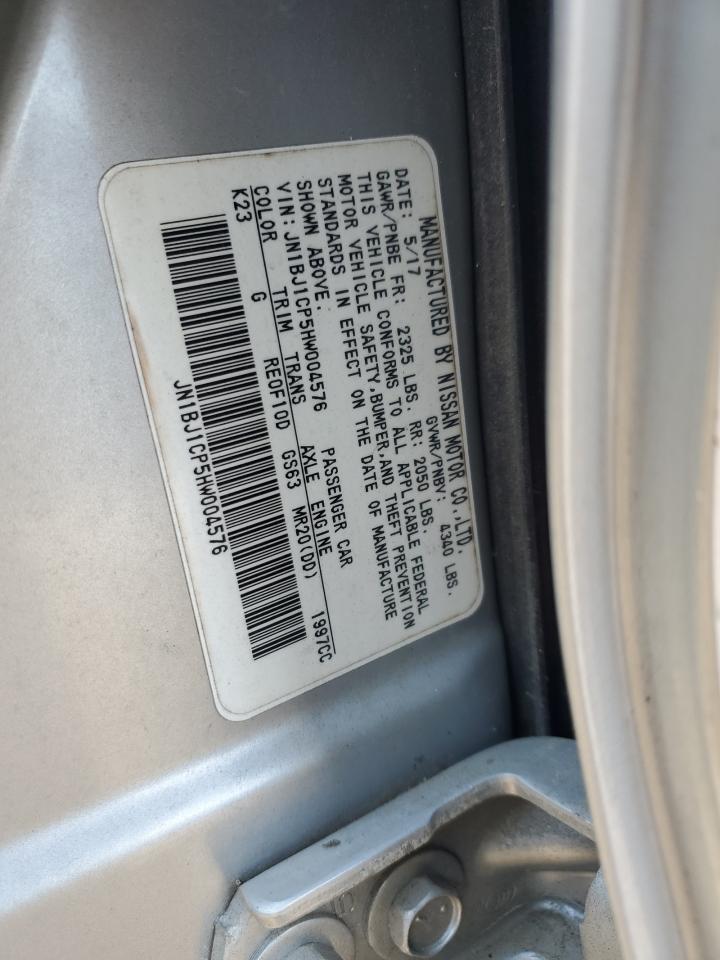 MANUFACTURED BY NISSAN MOTOR CO.,LTD.
DATE: 5/17 GVWR/PNBV: 4340 LBS.
GAWR/PNBE FR: 2325 LBS. RR: 2050 LBS.
THIS VEHICLE CONFORMS TO ALL APPLICABLE FEDERAL
MOTOR VEHICLE SAFETY,BUMPER,AND THEFT PREVENTION
STANDARDS IN EFFECT ON THE DATE OF MANUFACTURE
SHOWN ABOVE.
VIN:JN1BJ1CP5HW004576 PASSENGER CAR
COLOR TRIM TRANS AXLE ENGINE
K23 G RE0F10D GS63 MR20(DD) 1997CC
JN1BJ1CP5HW004576